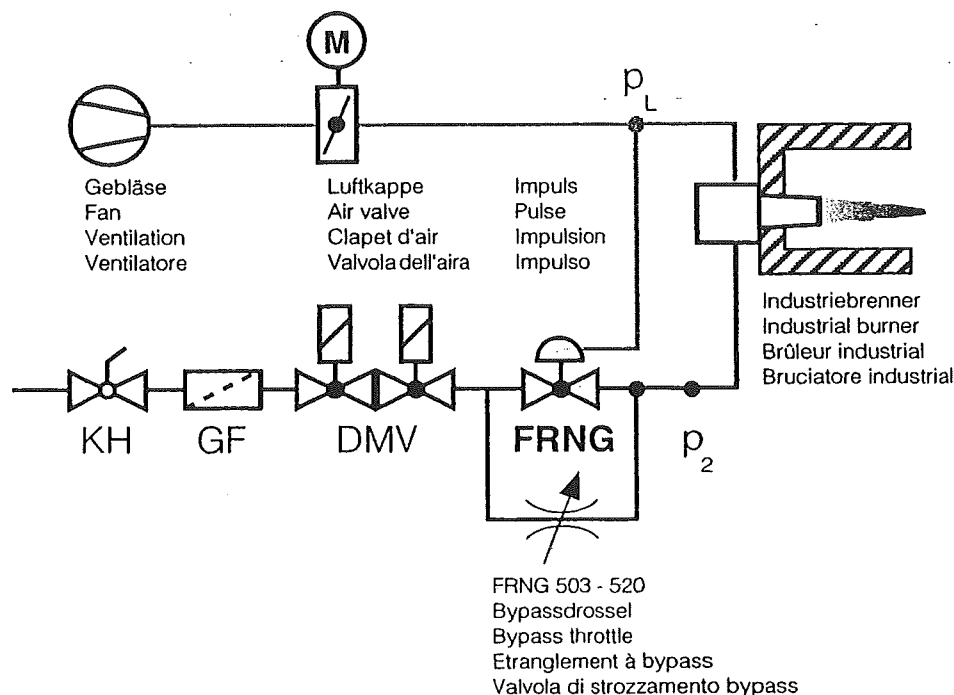 M
p L
Gebläse
Fan
Ventilation
Ventilatore
Luftkappe
Air valve
Clapet d'air
Valvola dell'aira
Impuls
Pulse
Impulsion
Impulso
Industriebrenner
Industrial burner
Brûleur industrial
Bruciatore industrial
KH
GF
DMV
FRNG
p 2
FRNG 503 - 520
Bypassdrossel
Bypass throttle
Etranglement à bypass
Valvola di strozzamento bypass